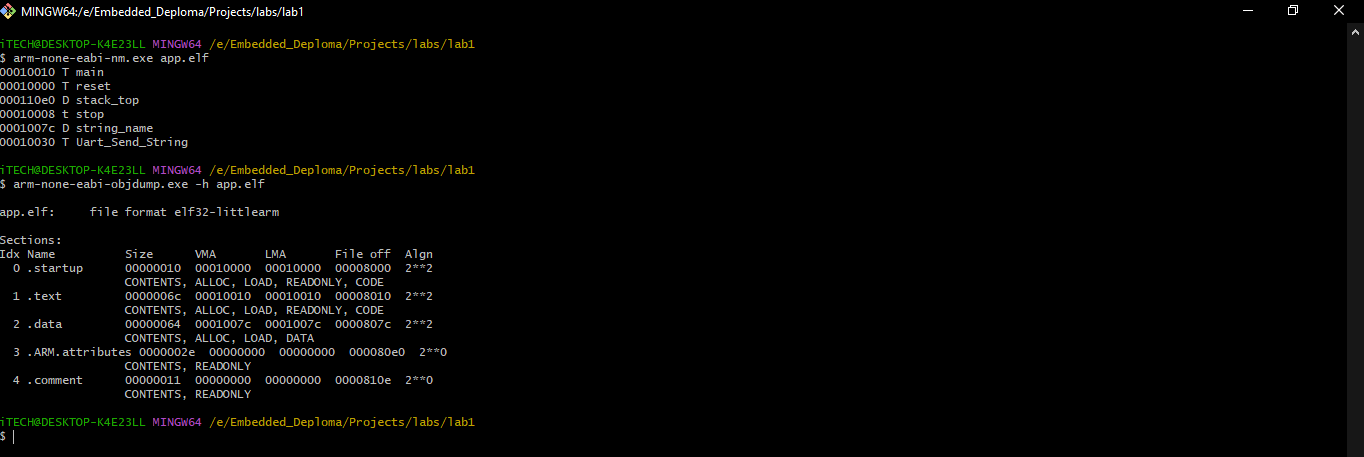 MINGW64:/e/Embedded_Deploma/Projects/labs/lab1
iTECH@DESKTOP-K4E23LL MINGW64 /e/Embedded_Deploma/Projects/labs/lab1
$ arm-none-eabi-nm.exe app.elf
00010010 T main
00010000 T reset
000110e0 D stack_top
00010008 t stop
0001007c D string_name
00010030 T Uart_Send_String
iTECH@DESKTOP-K4E23LL MINGW64 /e/Embedded_Deploma/Projects/labs/lab1
$ arm-none-eabi-objdump.exe -h app.elf
app.elf:     file format elf32-littlearm
Sections:
Idx Name          Size      VMA       LMA       File off  Algn
  0 .startup      00000010  00010000  00010000  00008000  2**2
                  CONTENTS, ALLOC, LOAD, READONLY, CODE
  1 .text         0000006c  00010010  00010010  00008010  2**2
                  CONTENTS, ALLOC, LOAD, READONLY, CODE
  2 .data         00000064  0001007c  0001007c  0000807c  2**2
                  CONTENTS, ALLOC, LOAD, DATA
  3 .ARM.attributes 0000002e  00000000  00000000  000080e0  2**0
                  CONTENTS, READONLY
  4 .comment      00000011  00000000  00000000  0000810e  2**0
                  CONTENTS, READONLY
iTECH@DESKTOP-K4E23LL MINGW64 /e/Embedded_Deploma/Projects/labs/lab1
$